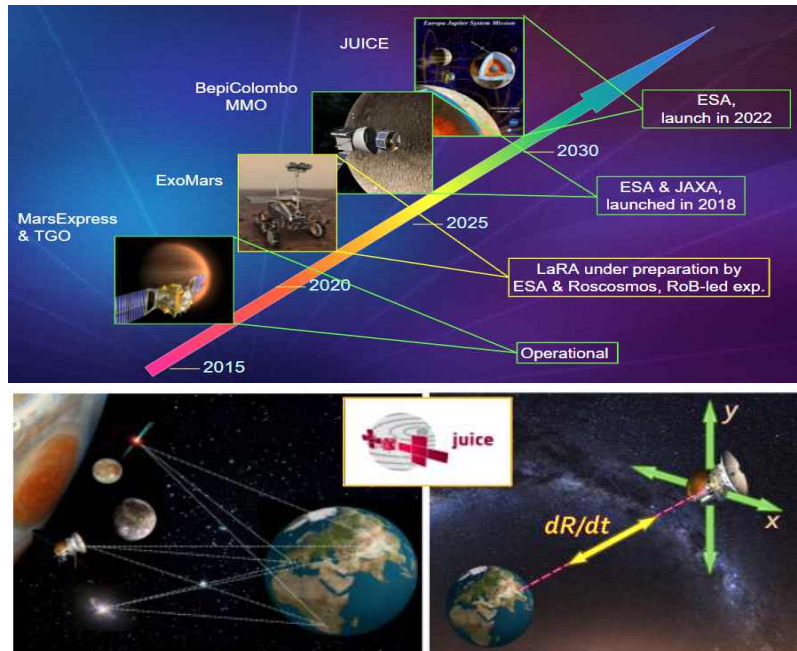 JUICE
Europa Jupiter System Mission
BepiColombo
MMO
ESA,
launch in 2022
2030
ExoMars
ESA & JAXA,
launched in 2018
MarsExpress
& TGO
2025
LaRA under preparation by
ESA & Roscosmos, RoB-led exp.
2020
Operational
2015
juice
y
x
dR/dt